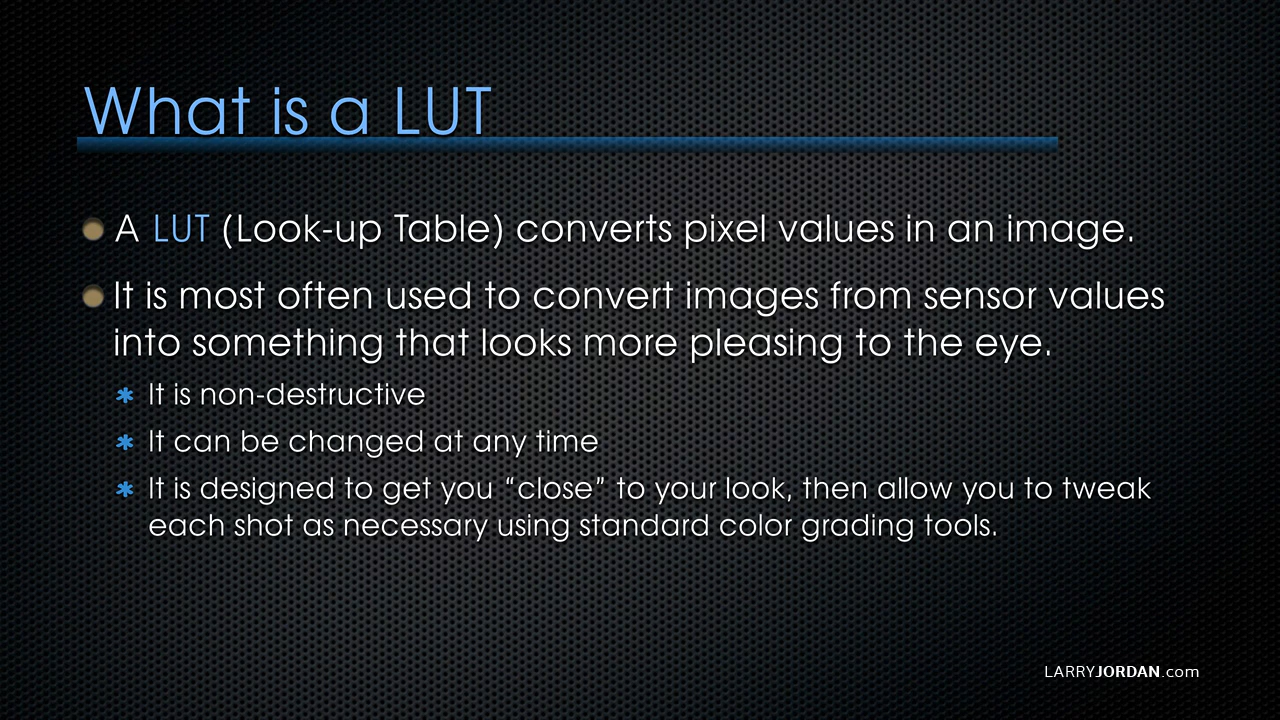 What is a LUT
A LUT (Look-up Table) converts pixel values in an image.
It is most often used to convert images from sensor values
into something that looks more pleasing to the eye.
It is non-destructive
It can be changed at any time
It is designed to get you “close” to your look, then allow you to tweak
each shot as necessary using standard color grading tools.
LARRYJORDAN.com